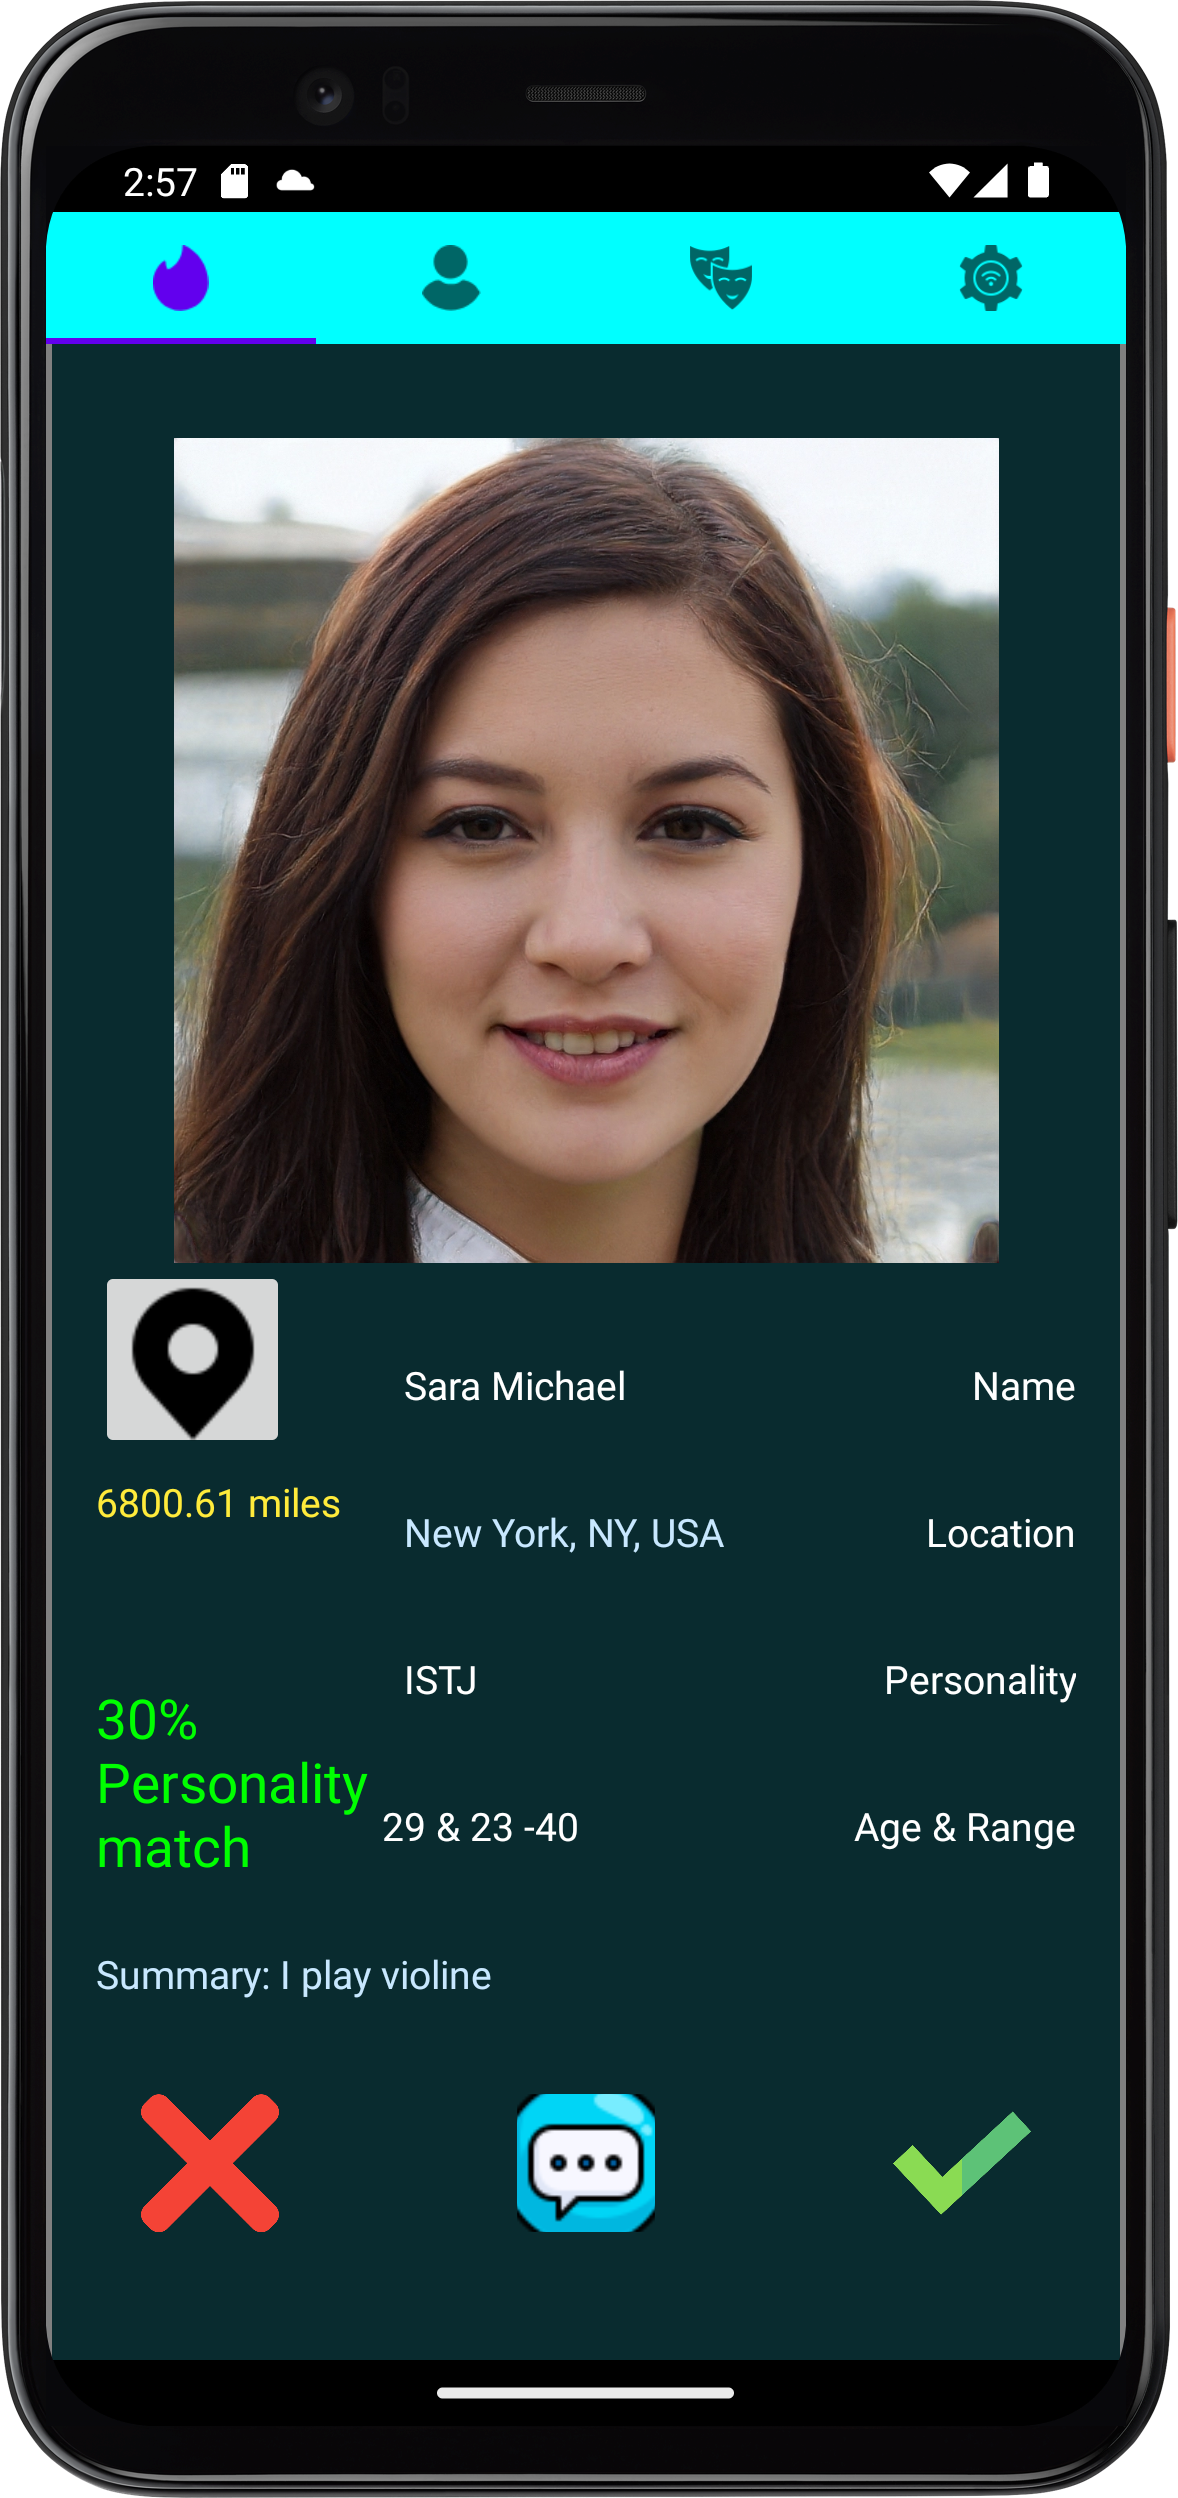 2:57
Sara Michael Name
6800.61 miles
New York, NY, USA Location
ISTJ Personality
30%
Personality
match
29 & 23 -40 Age & Range
Summary: I play violine